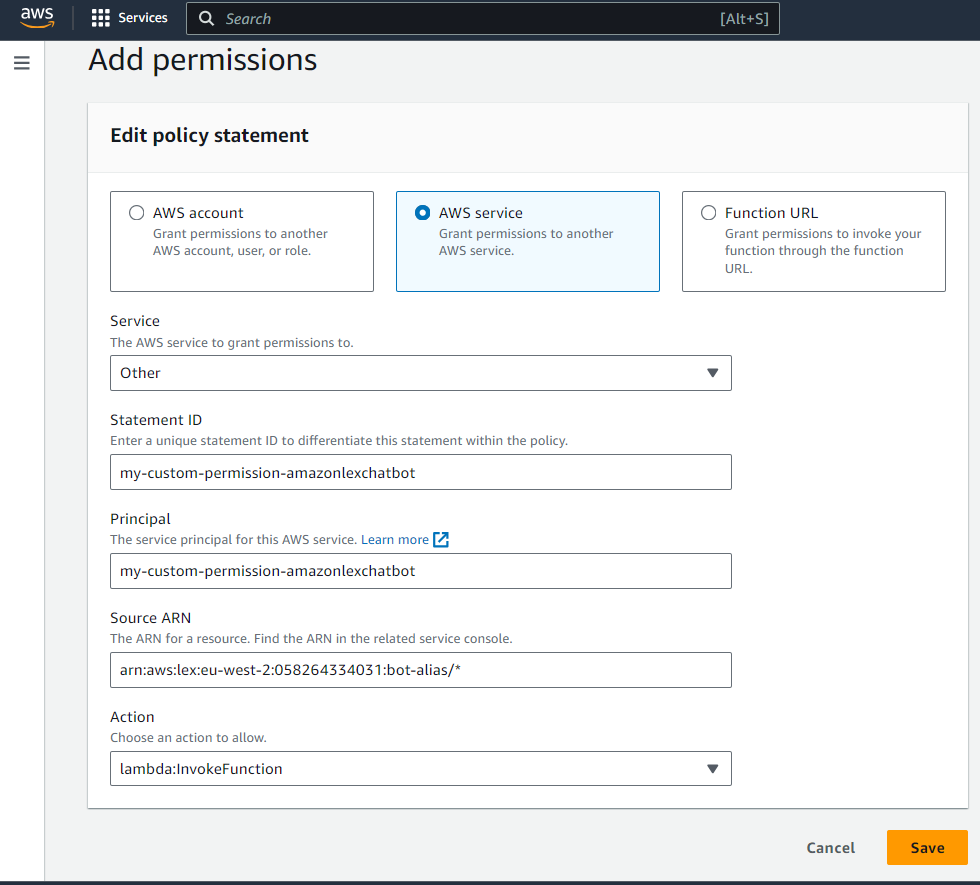 aws
Services
Search
[Alt+S]
Add permissions
Edit policy statement
AWS account
Grant permissions to another
AWS account, user, or role.
AWS service
Grant permissions to another
AWS service.
Function URL
Grant permissions to invoke your
function through the function
URL.
Service
The AWS service to grant permissions to.
Other
Statement ID
Enter a unique statement ID to differentiate this statement within the policy.
my-custom-permission-amazonlexchatbot
Principal
The service principal for this AWS service. Learn more
my-custom-permission-amazonlexchatbot
Source ARN
The ARN for a resource. Find the ARN in the related service console.
arn:aws:lex:eu-west-2:058264334031:bot-alias/*
Action
Choose an action to allow.
lambda:InvokeFunction
Cancel
Save